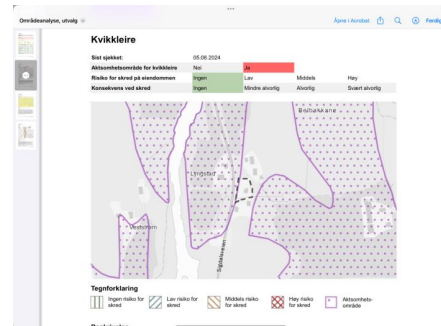 Områdeanalyse, utvalg
Åpne i Acrobat
Ferdig
Kvikkleire
Sist sjekket: 05.08.2024
Aktsomhetsområde for kvikkleire Nei Ja
Risiko for skred på eiendommen Ingen Lav Middels Høy
Konsekvens ved skred Ingen Mindre alvorlig Alvorlig Svært alvorlig
Ljngstad
Vestheim
Tegnforklaring
Ingen risiko for skred
Lav risiko for skred
Middels risiko for skred
Høy risiko for skred
Aktsomhets-
område